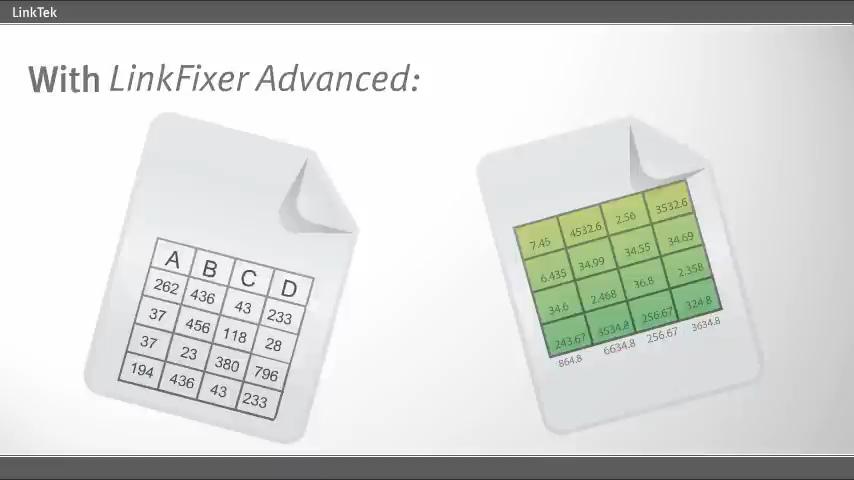 LinkTek
With LinkFixer Advanced:
A B C D
262 436 43 233
37 456 118 28
37 23 380 796
194 436 43 233
7.45 4532.6 2.56 3532.6
6.435 34.99 34.55 34.69
34.6 2.468 36.8 2.358
243.67 3534.8 256.67 324.8
864.8 6634.8 256.67 3634.8